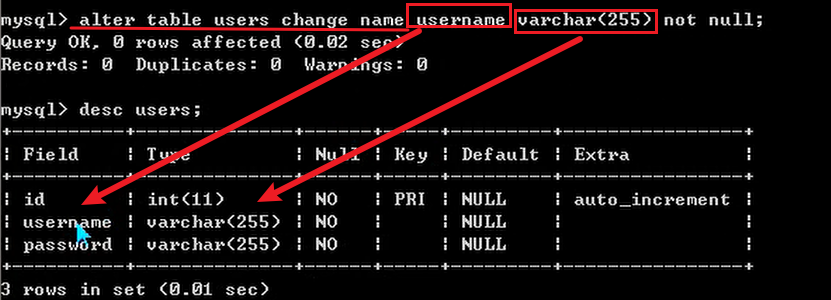 mysql> alter table users change name username varchar(255) not null;
Query OK, 0 rows affected (0.02 sec)
Records: 0  Duplicates: 0  Warnings: 0
mysql> desc users;
+----------+--------------+------+-----+---------+----------------+
| Field    | Type         | Null | Key | Default | Extra          |
+----------+--------------+------+-----+---------+----------------+
| id       | int(11)      | NO   | PRI | NULL    | auto_increment |
| username | varchar(255) | NO   |     | NULL    |                |
| password | varchar(255) | NO   |     | NULL    |                |
+----------+--------------+------+-----+---------+----------------+
3 rows in set (0.01 sec)